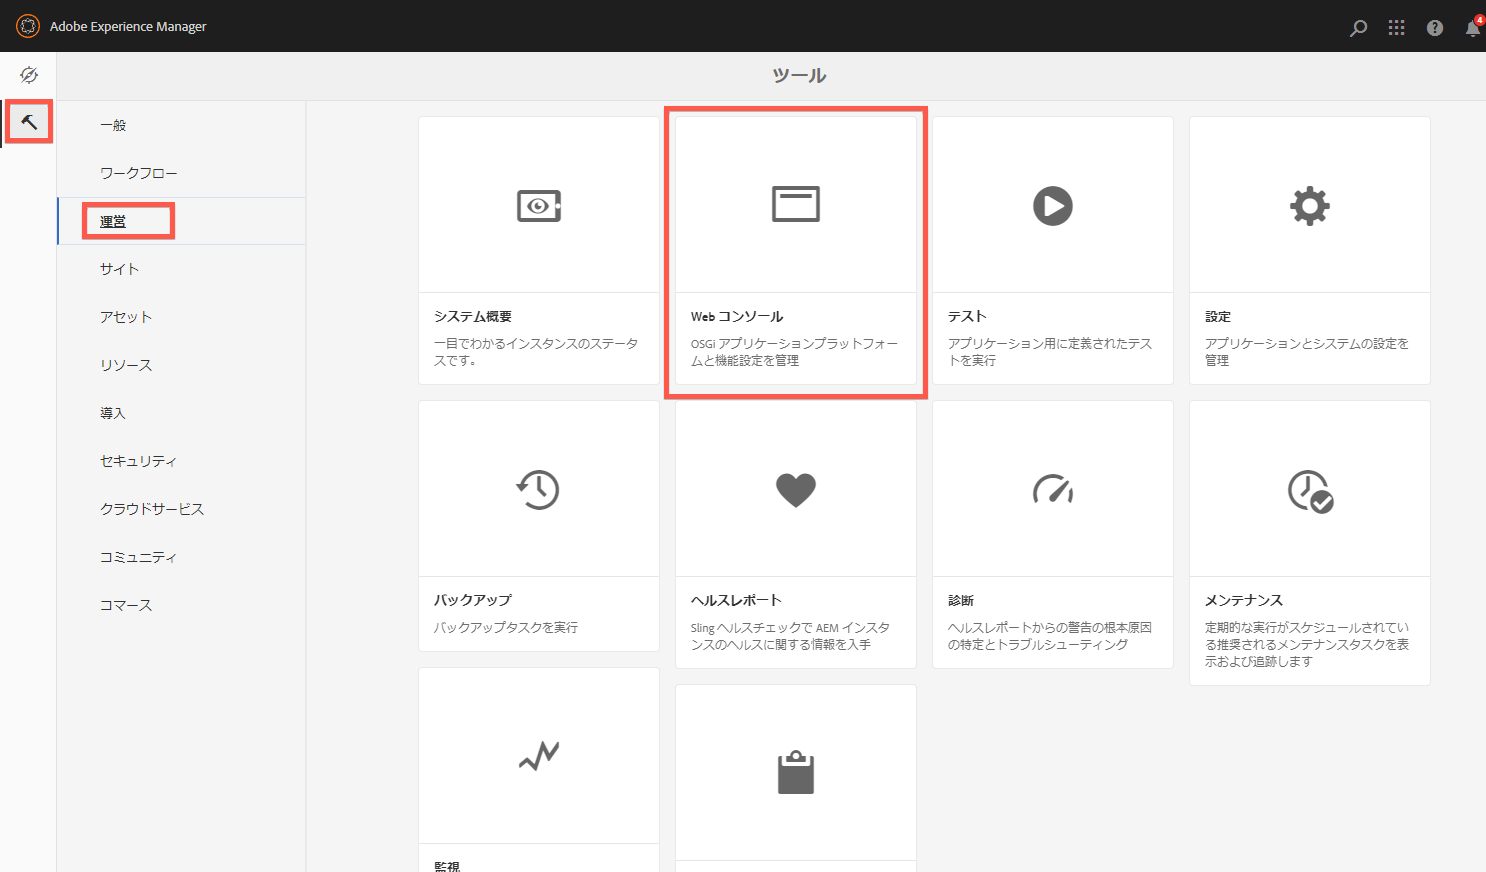 Adobe Experience Manager
4
ツール
一般
ワークフロー
運営
サイト
アセット
リソース
導入
セキュリティ
クラウドサービス
コミュニティ
コマース
システム概要
一目でわかるインスタンスのステータ
スです。
Web コンソール
OSGi アプリケーションプラットフォー
ムと機能設定を管理
テスト
アプリケーション用に定義されたテス
トを実行
設定
アプリケーションとシステムの設定を
管理
バックアップ
バックアップタスクを実行
ヘルスレポート
Sling ヘルスチェックで AEM インスタ
ンスのヘルスに関する情報を入手
診断
ヘルスレポートからの警告の根本原因
の特定とトラブルシューティング
メンテナンス
定期的な実行がスケジュールされてい
る推奨されるメンテナンスタスクを表
示および追跡します
監視